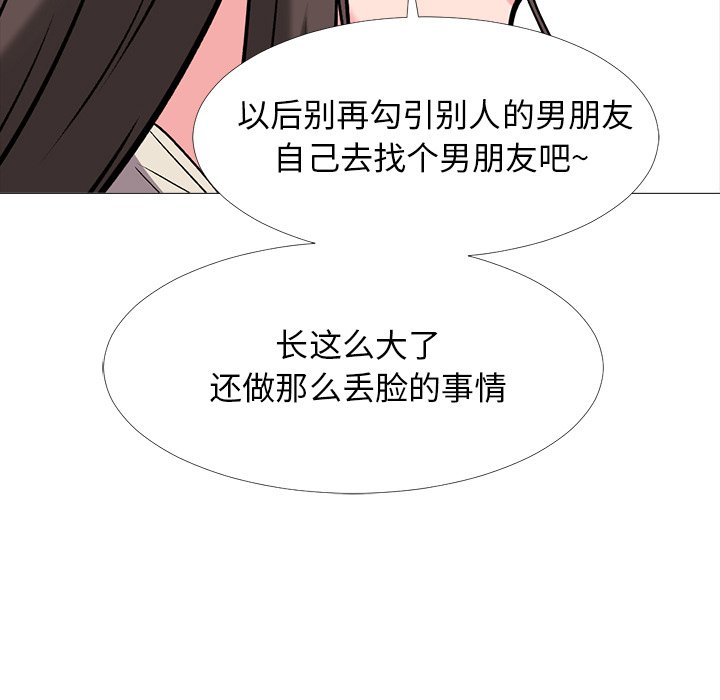 以后别再勾引别人的男朋友
自己去找个男朋友吧~
长这么大了
还做那么丢脸的事情